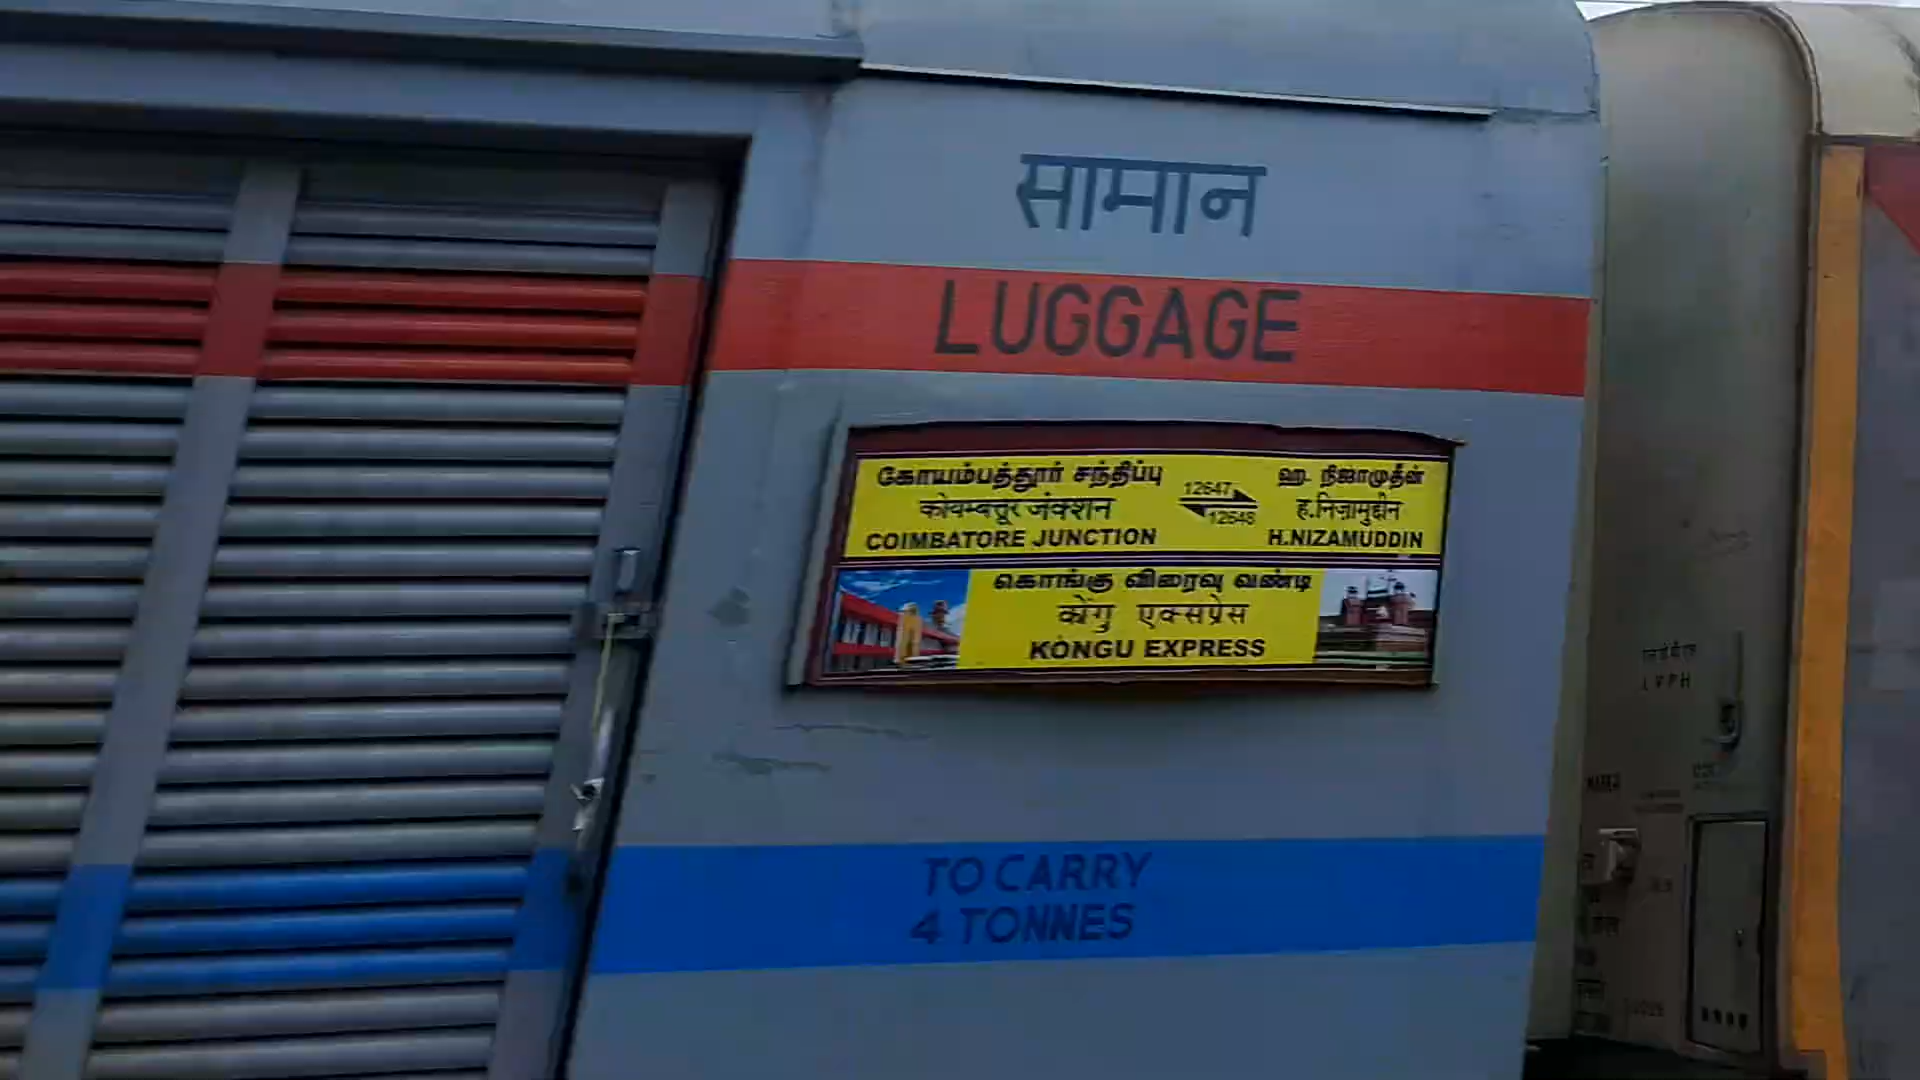 सामान
LUGGAGE
கோயம்பத்தூர் சந்திப்பு 12647 ஹ. நிஜாமுதீன்
कोयम्बत्तूर जंक्शन 12648 ह.निज़ामुद्दीन
COIMBATORE JUNCTION H.NIZAMUDDIN
கொங்கு விரைவு வண்டி
कोंगु एक्सप्रेस
KONGU EXPRESS
TO CARRY
4 TONNES
LVPH